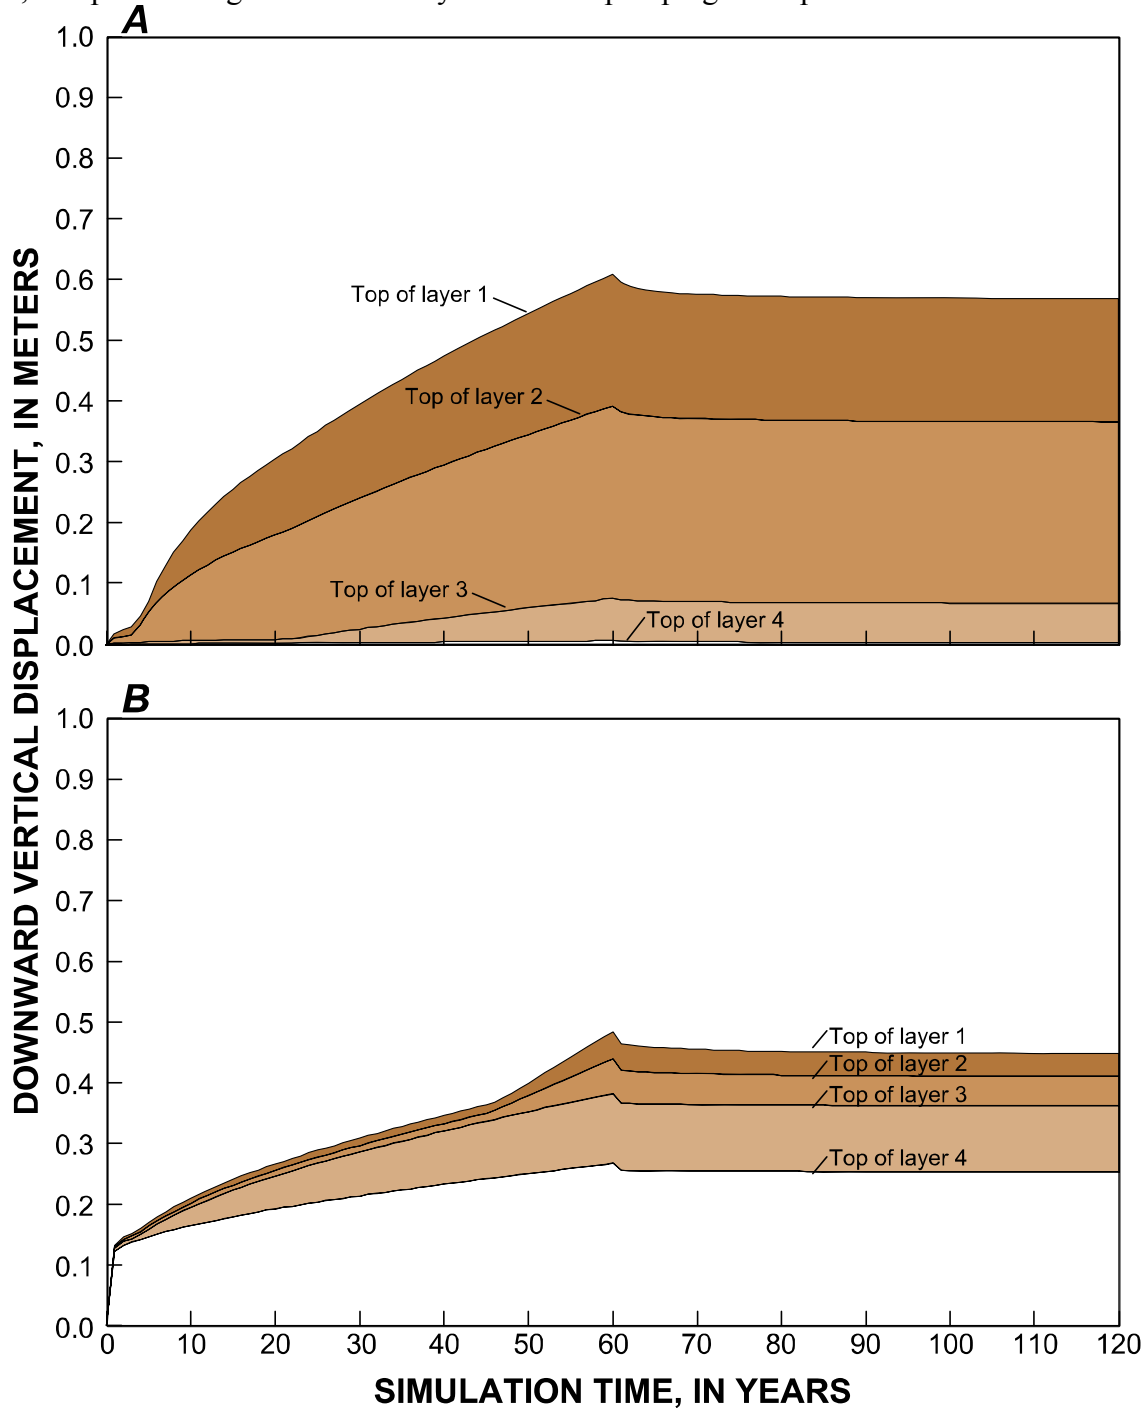 A
1.0
0.9
0.8
0.7
0.6
0.5
0.4
0.3
0.2
0.1
0.0
Top of layer 1
Top of layer 2
Top of layer 3
Top of layer 4
DOWNWARD VERTICAL DISPLACEMENT, IN METERS
B
1.0
0.9
0.8
0.7
0.6
0.5
0.4
0.3
0.2
0.1
0.0
Top of layer 1
Top of layer 2
Top of layer 3
Top of layer 4
0 10 20 30 40 50 60 70 80 90 100 110 120
SIMULATION TIME, IN YEARS